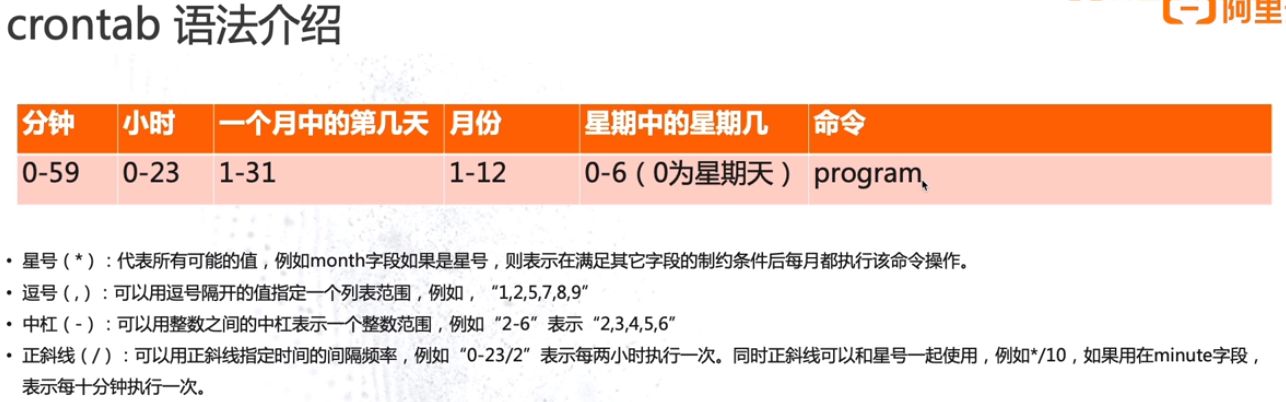 crontab 语法介绍
阿里
分钟 小时 一个月中的第几天 月份 星期中的星期几 命令
0-59 0-23 1-31 1-12 0-6（0为星期天） program
• 星号（*）：代表所有可能的值，例如month字段如果是星号，则表示在满足其它字段的制约条件后每月都执行该命令操作。
• 逗号（,）：可以用逗号隔开的值指定一个列表范围，例如，“1,2,5,7,8,9”
• 中杠（-）：可以用整数之间的中杠表示一个整数范围，例如“2-6”表示“2,3,4,5,6”
• 正斜线（/）：可以用正斜线指定时间的间隔频率，例如“0-23/2”表示每两小时执行一次。同时正斜线可以和星号一起使用，例如*/10，如果用在minute字段，
表示每十分钟执行一次。